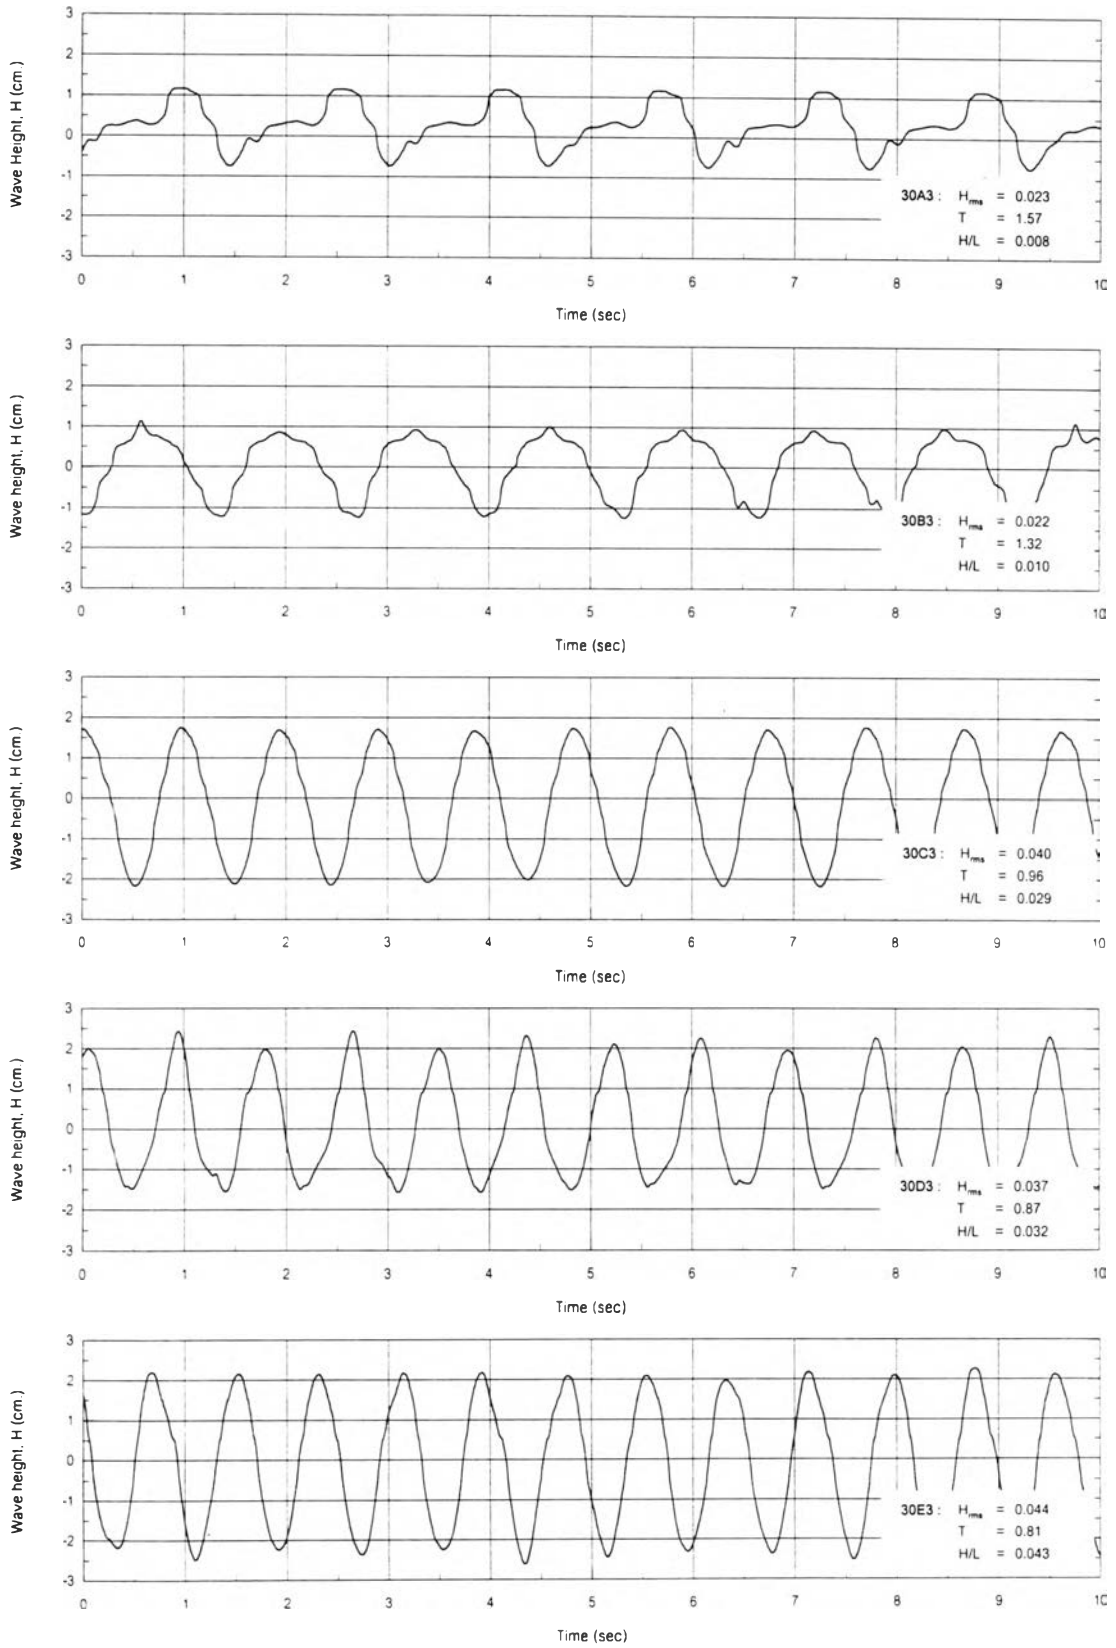 3
2
1
0
-1
-2
-3
Wave Height, H (cm.)
30A3 : Hrms = 0.023
T = 1.57
H/L = 0.008
0 1 2 3 4 5 6 7 8 9 10
Time (sec)
3
2
1
0
-1
-2
-3
Wave height, H (cm.)
30B3 : Hrms = 0.022
T = 1.32
H/L = 0.010
0 1 2 3 4 5 6 7 8 9 10
Time (sec)
3
2
1
0
-1
-2
-3
Wave height, H (cm.)
30C3 : Hrms = 0.040
T = 0.96
H/L = 0.029
0 1 2 3 4 5 6 7 8 9 10
Time (sec)
3
2
1
0
-1
-2
-3
Wave height, H (cm.)
30D3 : Hrms = 0.037
T = 0.87
H/L = 0.032
0 1 2 3 4 5 6 7 8 9 10
Time (sec)
3
2
1
0
-1
-2
-3
Wave height, H (cm.)
30E3 : Hrms = 0.044
T = 0.81
H/L = 0.043
0 1 2 3 4 5 6 7 8 9 10
Time (sec)